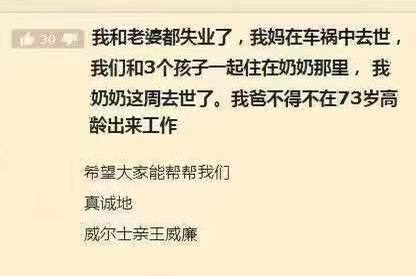 30
我和老婆都失业了，我妈在车祸中去世，
我们和3个孩子一起住在奶奶那里，我
奶奶这周去世了。我爸不得不在73岁高
龄出来工作
希望大家能帮帮我们
真诚地
威尔士亲王威廉